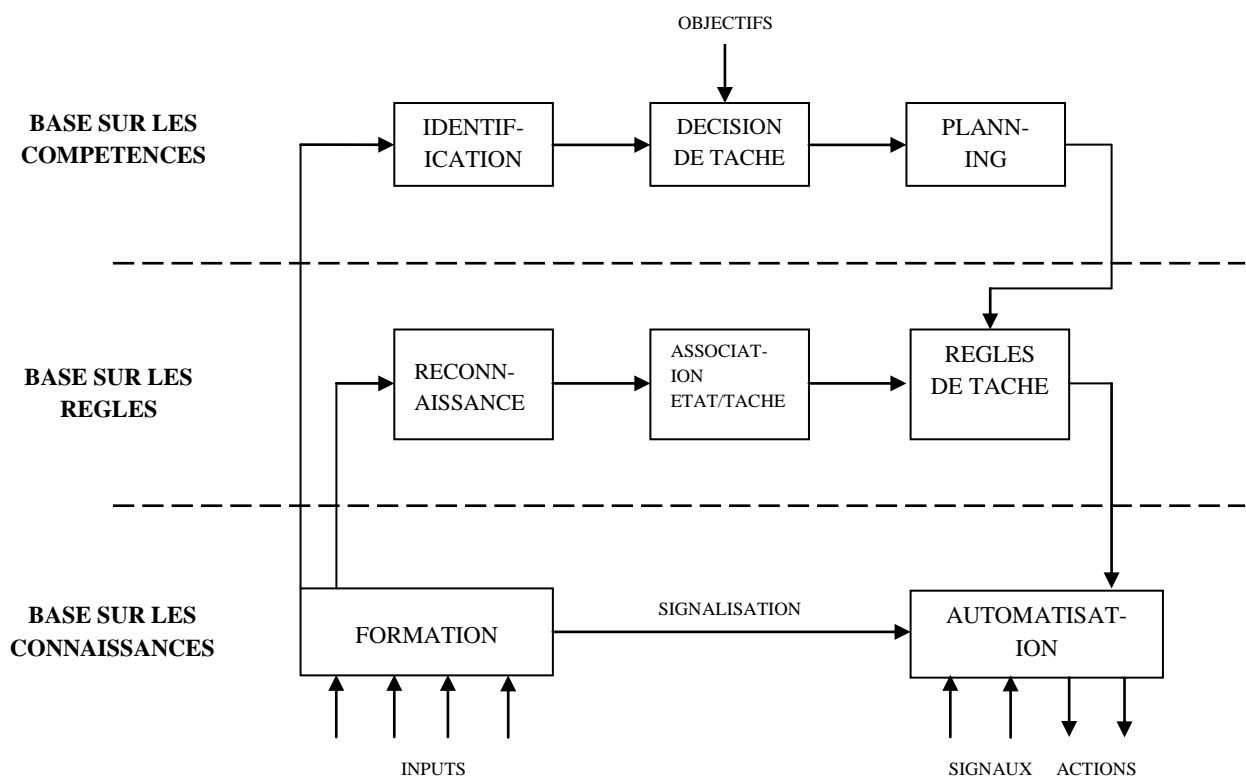 OBJECTIFS
BASE SUR LES
COMPETENCES
IDENTIF-
ICATION
DECISION
DE TACHE
PLANN-
ING
BASE SUR LES
REGLES
RECONN-
AISSANCE
ASSOCIAT-
ION
ETAT/TACHE
REGLES
DE TACHE
BASE SUR LES
CONNAISSANCES
FORMATION
SIGNALISATION
AUTOMATISAT-
ION
INPUTS
SIGNAUX
ACTIONS